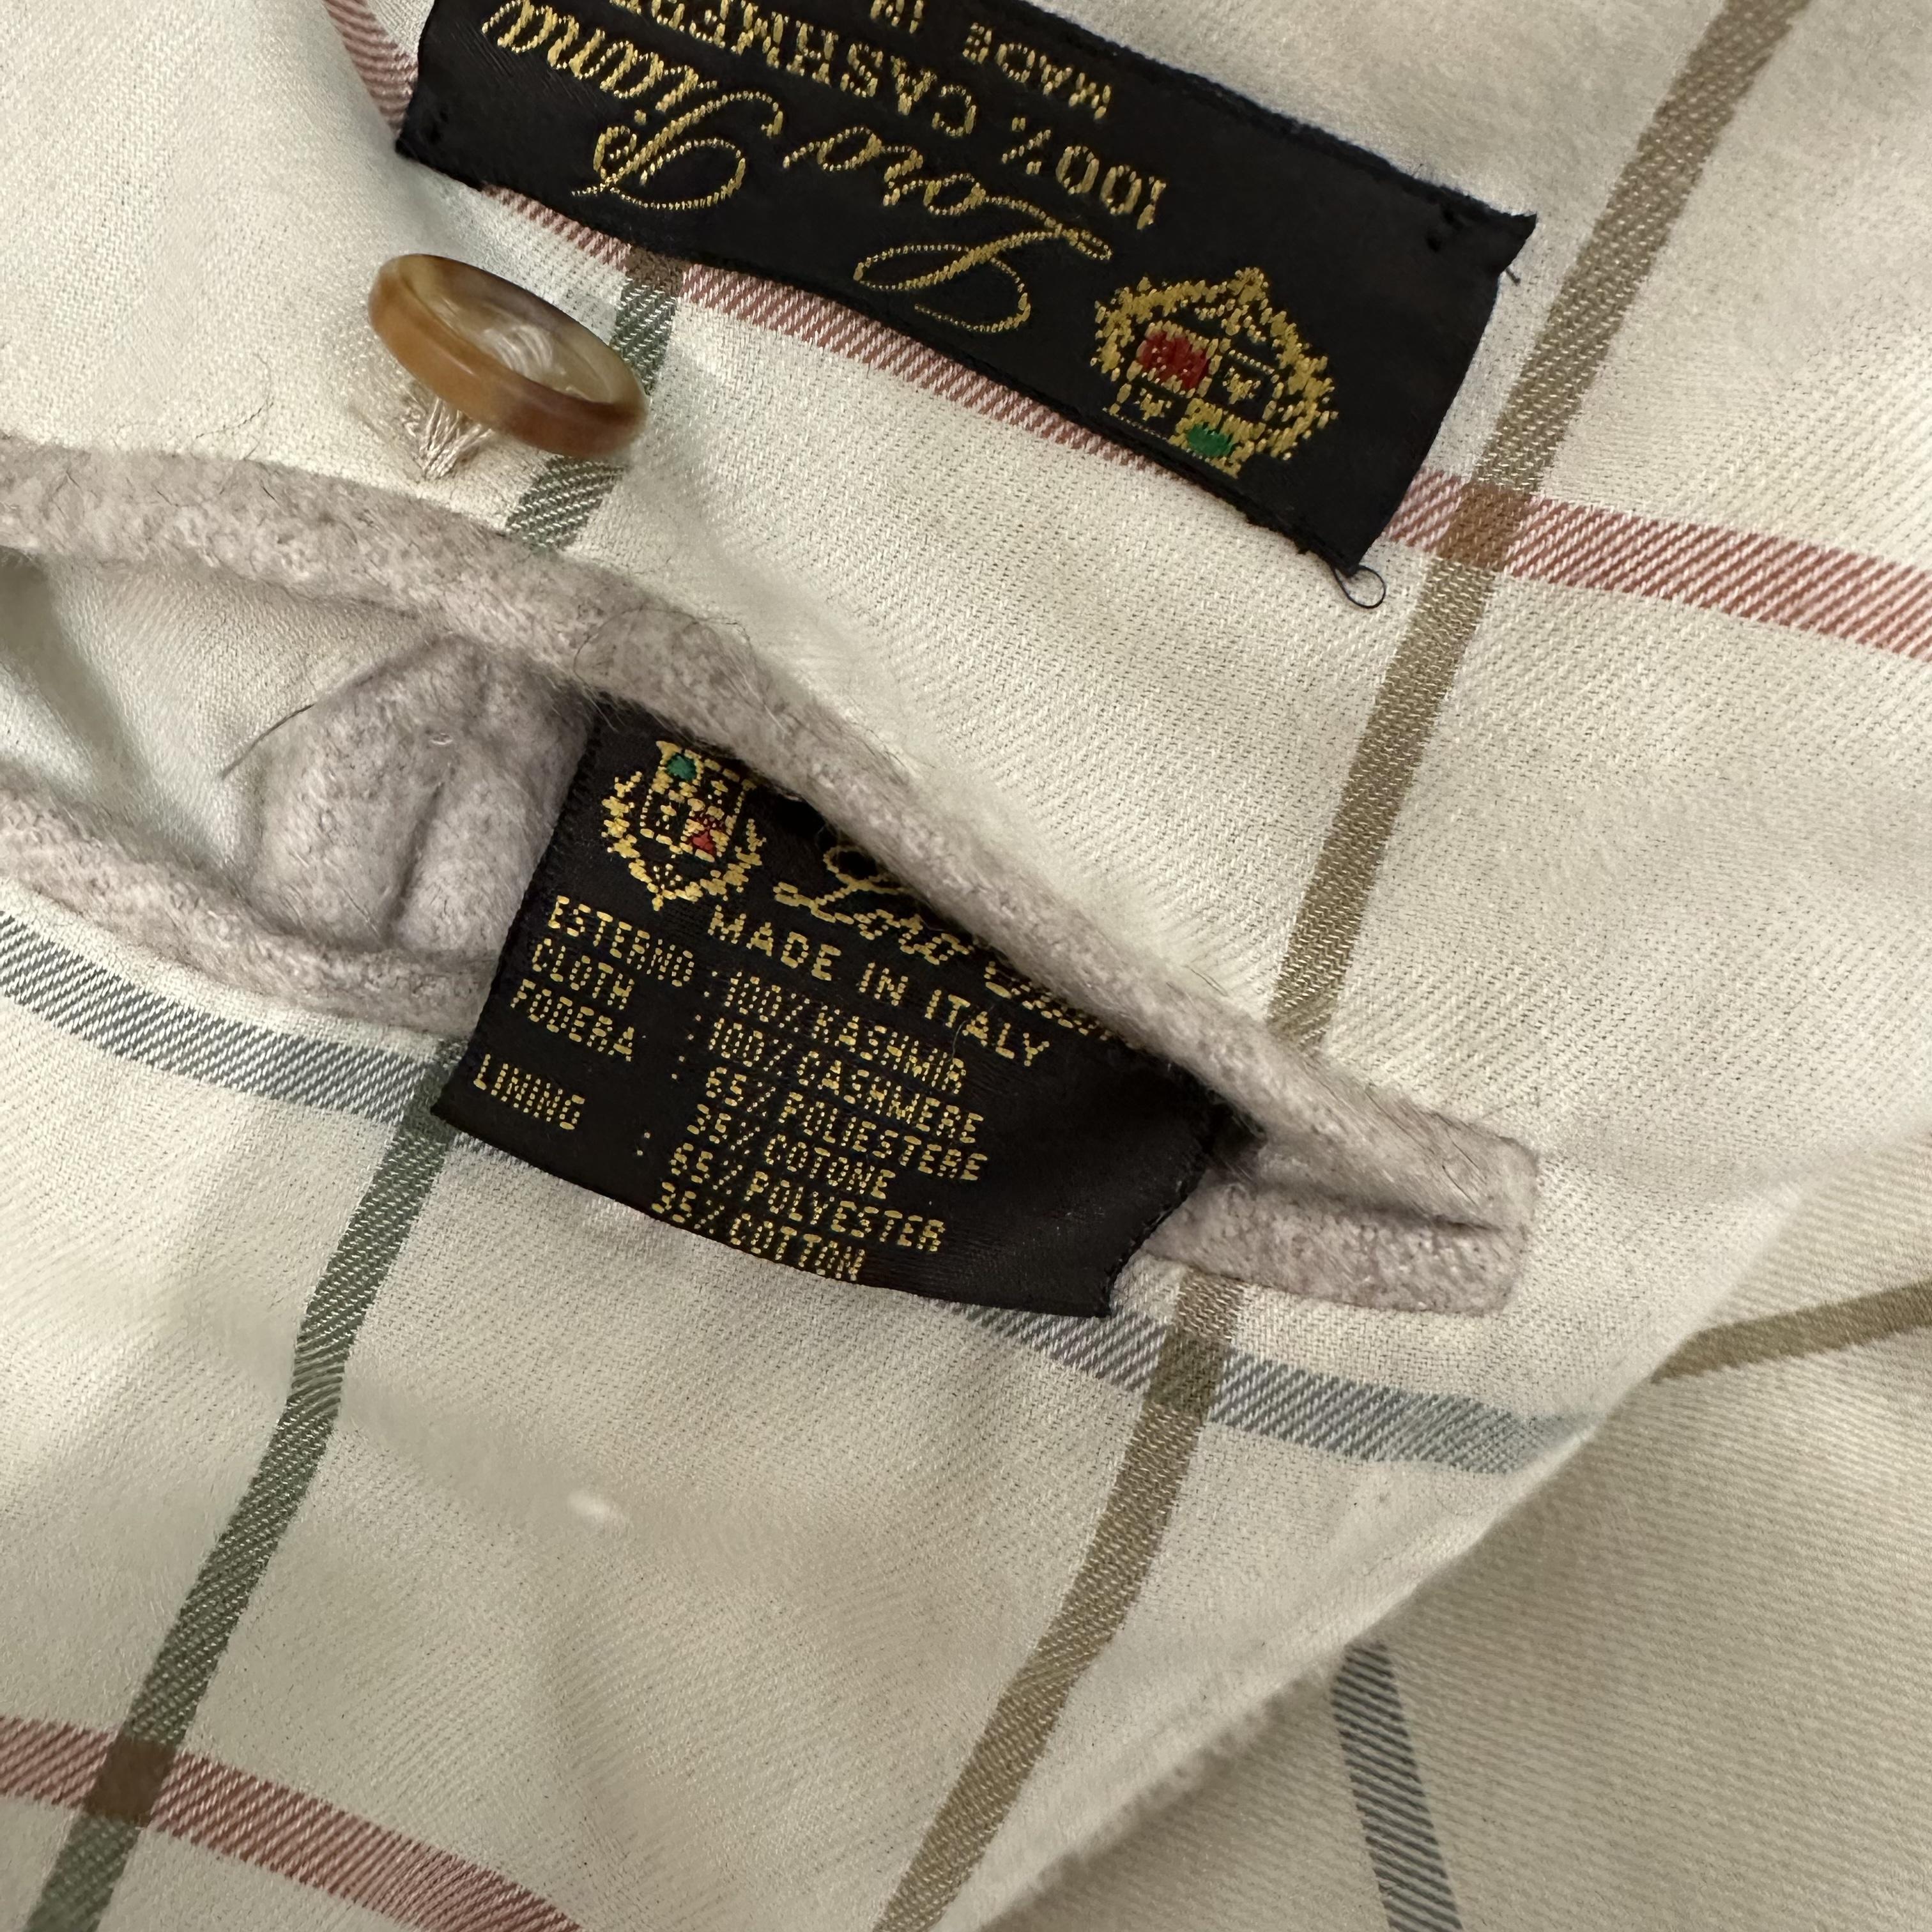 Loro Piana
100% CASHMERE
MADE IN
Loro
MADE IN ITALY
ESTERNO : 100% KASHMIR
CLOTH : 100% CASHMERE
FODERA : 65% POLIESTERE
35% COTONE
LINING : 65% POLYESTER
35% COTTON